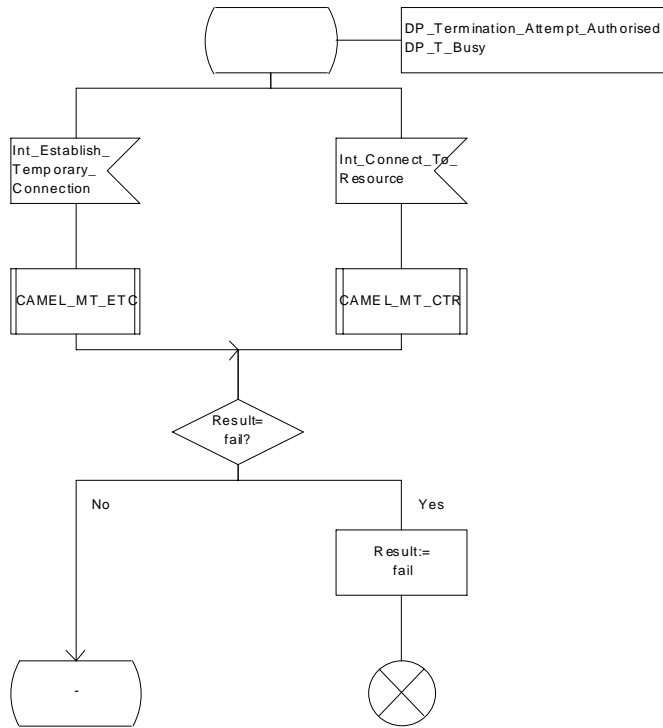 DP_Termination_Attempt_Authorised
DP_T_Busy
Int_Establish_
Temporary_
Connection
Int_Connect_To_
Resource
CAMEL_MT_ETC
CAMEL_MT_CTR
Result=
fail?
No
Yes
Result:=
fail
-